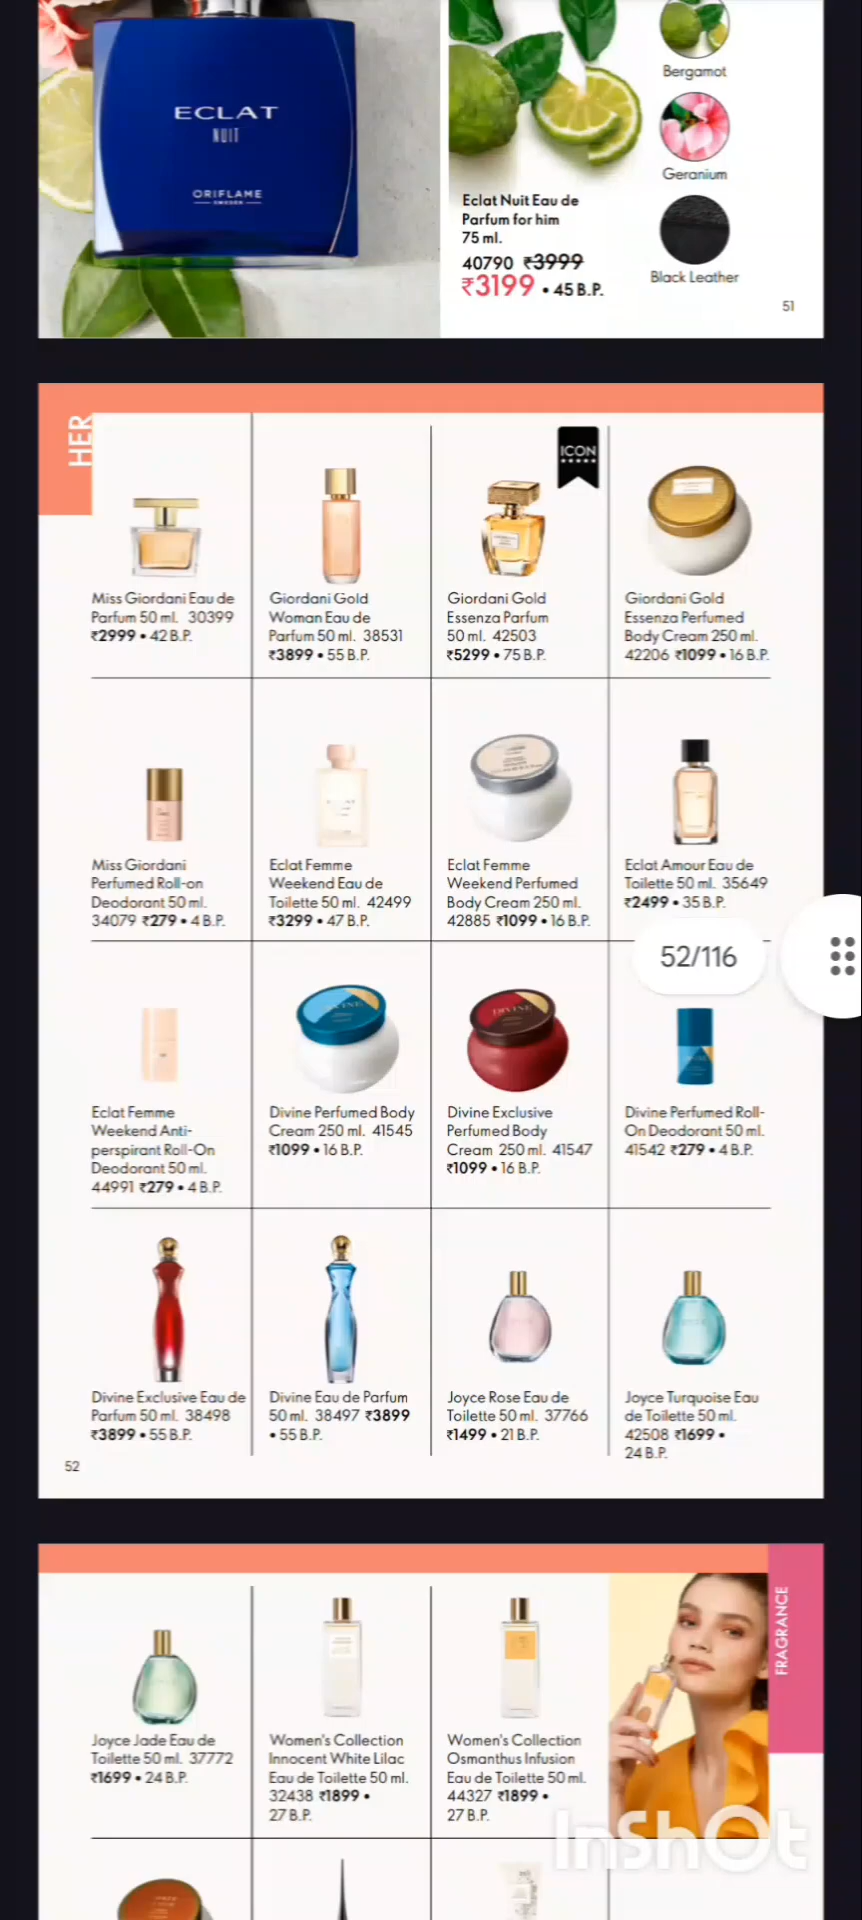 ECLAT
NUIT
ORIFLAME
SWEDEN
Bergamot
Geranium
Black Leather
Eclat Nuit Eau de
Parfum for him
75 ml.
40790 ₹3999
₹3199 • 45 B.P.
51
HER
ICON
Miss Giordani Eau de
Parfum 50 ml. 30399
₹2999 • 42 B.P.
Giordani Gold
Woman Eau de
Parfum 50 ml. 38531
₹3899 • 55 B.P.
Giordani Gold
Essenza Parfum
50 ml. 42503
₹5299 • 75 B.P.
Giordani Gold
Essenza Perfumed
Body Cream 250 ml.
42206 ₹1099 • 16 B.P.
Miss Giordani
Perfumed Roll-on
Deodorant 50 ml.
34079 ₹279 • 4 B.P.
Eclat Femme
Weekend Eau de
Toilette 50 ml. 42499
₹3299 • 47 B.P.
Eclat Femme
Weekend Perfumed
Body Cream 250 ml.
42885 ₹1099 • 16 B.P.
Eclat Amour Eau de
Toilette 50 ml. 35649
₹2499 • 35 B.P.
52/116
DIVINE
Eclat Femme
Weekend Anti-
perspirant Roll-On
Deodorant 50 ml.
44991 ₹279 • 4 B.P.
Divine Perfumed Body
Cream 250 ml. 41545
₹1099 • 16 B.P.
Divine Exclusive
Perfumed Body
Cream 250 ml. 41547
₹1099 • 16 B.P.
Divine Perfumed Roll-
On Deodorant 50 ml.
41542 ₹279 • 4 B.P.
Divine Exclusive Eau de
Parfum 50 ml. 38498
₹3899 • 55 B.P.
Divine Eau de Parfum
50 ml. 38497 ₹3899
• 55 B.P.
Joyce Rose Eau de
Toilette 50 ml. 37766
₹1499 • 21 B.P.
Joyce Turquoise Eau
de Toilette 50 ml.
42508 ₹1699 •
24 B.P.
52
FRAGRANCE
Joyce Jade Eau de
Toilette 50 ml. 37772
₹1699 • 24 B.P.
Women's Collection
Innocent White Lilac
Eau de Toilette 50 ml.
32438 ₹1899 •
27 B.P.
Women's Collection
Osmanthus Infusion
Eau de Toilette 50 ml.
44327 ₹1899 •
27 B.P.
InShOt